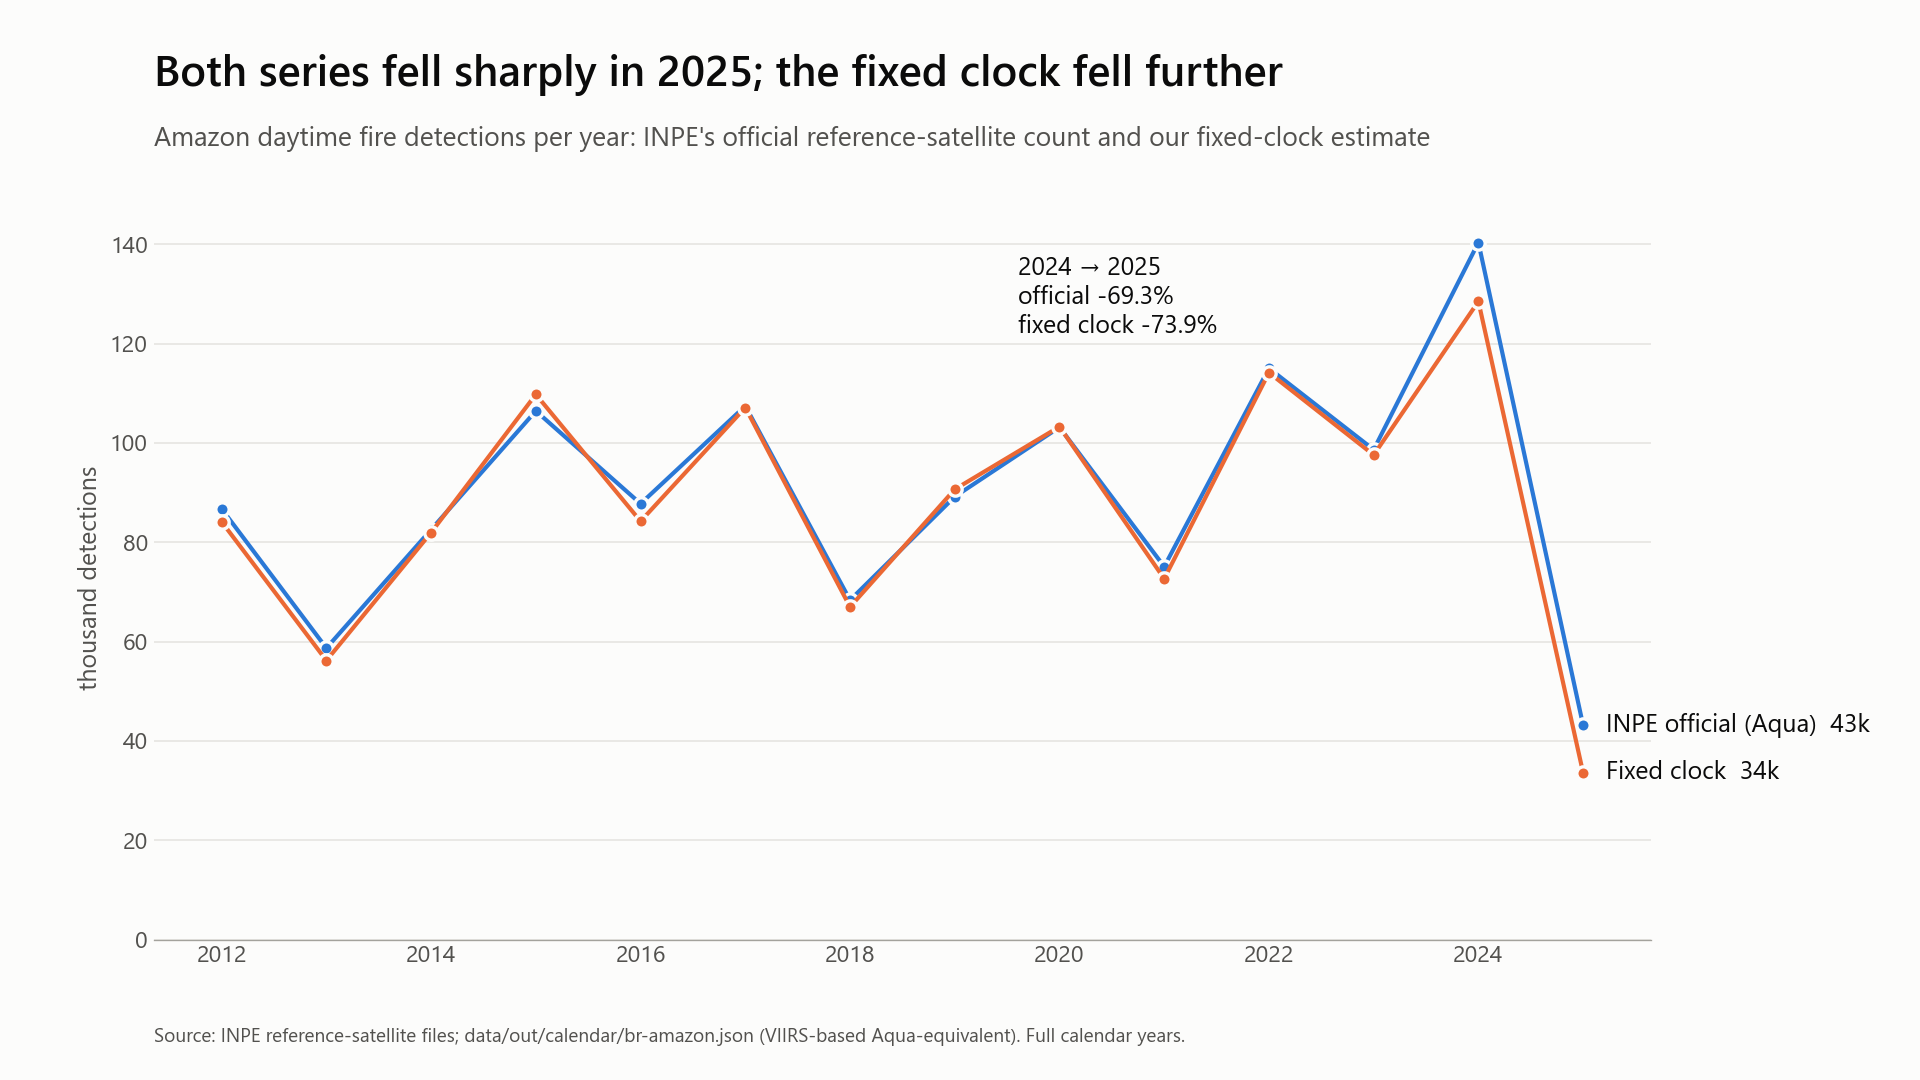 Both series fell sharply in 2025; the fixed clock fell further
Amazon daytime fire detections per year: INPE's official reference-satellite count and our fixed-clock estimate
140
2024 → 2025
official -69.3%
fixed clock -73.9%
120
100
80
60
40
20
0
thousand detections
INPE official (Aqua) 43k
Fixed clock 34k
2012 2014 2016 2018 2020 2022 2024
Source: INPE reference-satellite files; data/out/calendar/br-amazon.json (VIIRS-based Aqua-equivalent). Full calendar years.